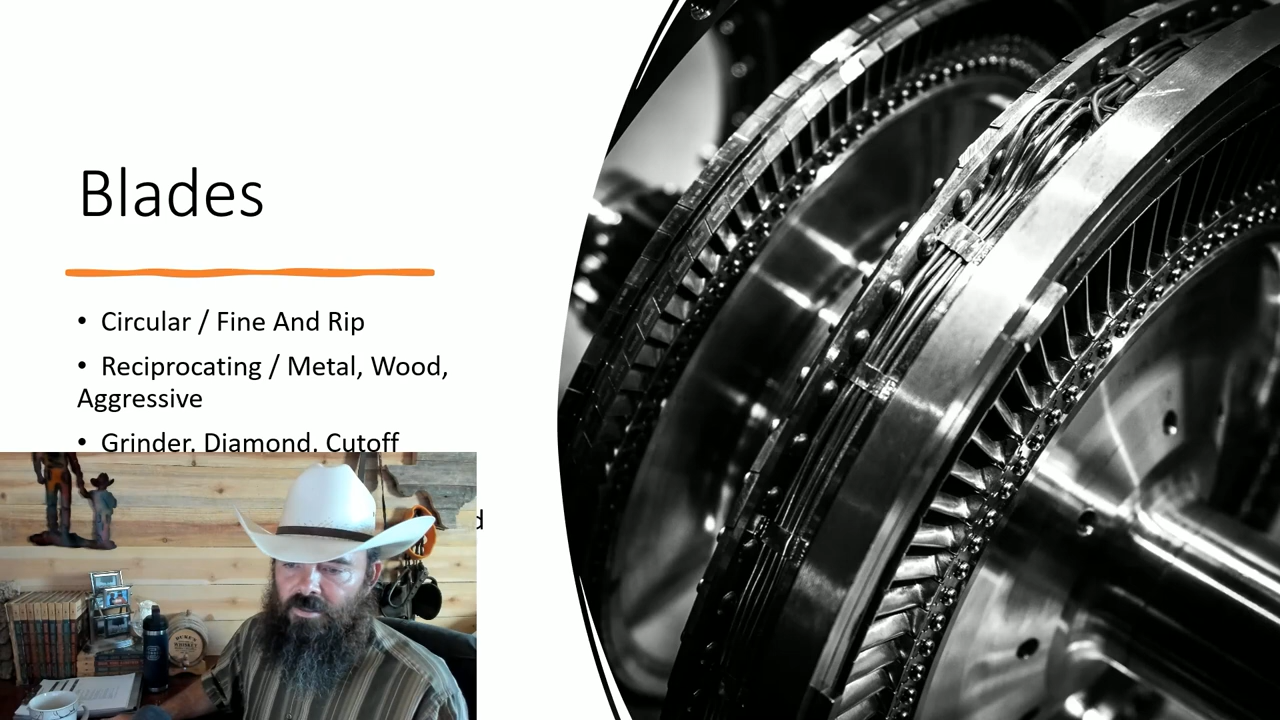 Blades
• Circular / Fine And Rip
• Reciprocating / Metal, Wood,
Aggressive
• Grinder, Diamond, Cutoff
d